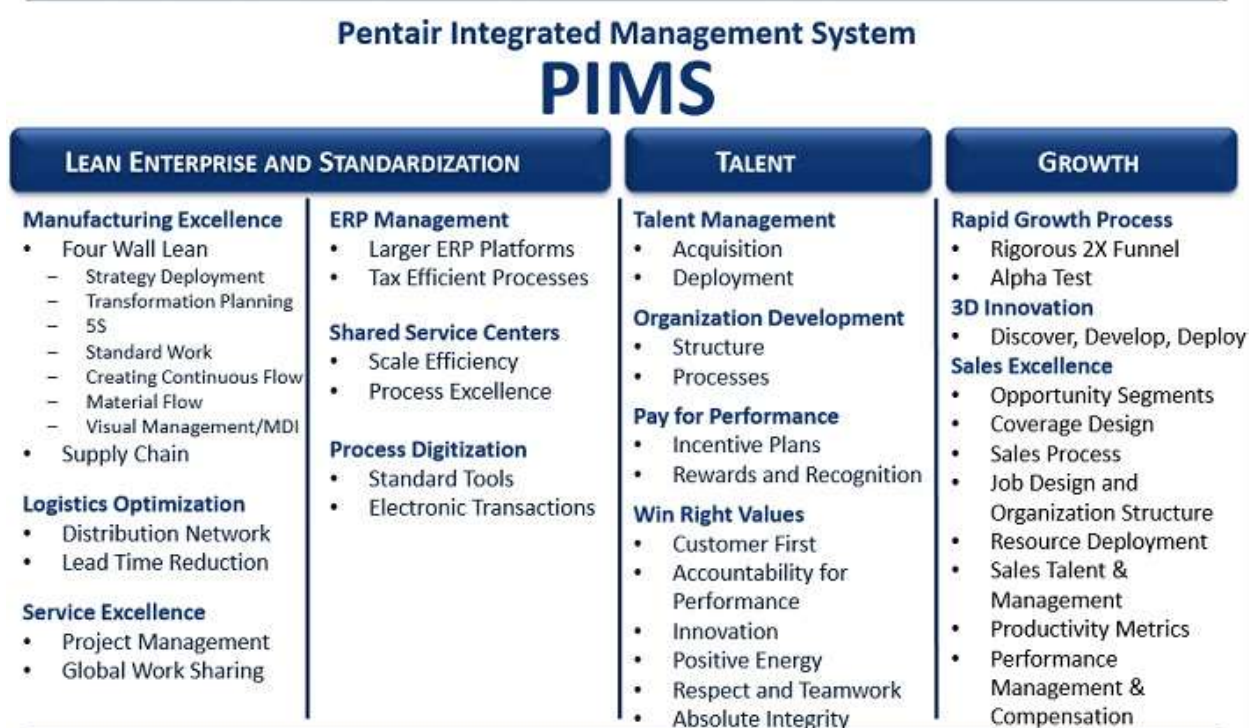 Pentair Integrated Management System
PIMS
LEAN ENTERPRISE AND STANDARDIZATION
Manufacturing Excellence
• Four Wall Lean
– Strategy Deployment
– Transformation Planning
– 5S
– Standard Work
– Creating Continuous Flow
– Material Flow
– Visual Management/MDI
• Supply Chain
Logistics Optimization
• Distribution Network
• Lead Time Reduction
Service Excellence
• Project Management
• Global Work Sharing
ERP Management
• Larger ERP Platforms
• Tax Efficient Processes
Shared Service Centers
• Scale Efficiency
• Process Excellence
Process Digitization
• Standard Tools
• Electronic Transactions
TALENT
Talent Management
• Acquisition
• Deployment
Organization Development
• Structure
• Processes
Pay for Performance
• Incentive Plans
• Rewards and Recognition
Win Right Values
• Customer First
• Accountability for
Performance
• Innovation
• Positive Energy
• Respect and Teamwork
• Absolute Integrity
GROWTH
Rapid Growth Process
• Rigorous 2X Funnel
• Alpha Test
3D Innovation
• Discover, Develop, Deploy
Sales Excellence
• Opportunity Segments
• Coverage Design
• Sales Process
• Job Design and
Organization Structure
• Resource Deployment
• Sales Talent &
Management
• Productivity Metrics
• Performance
Management &
Compensation